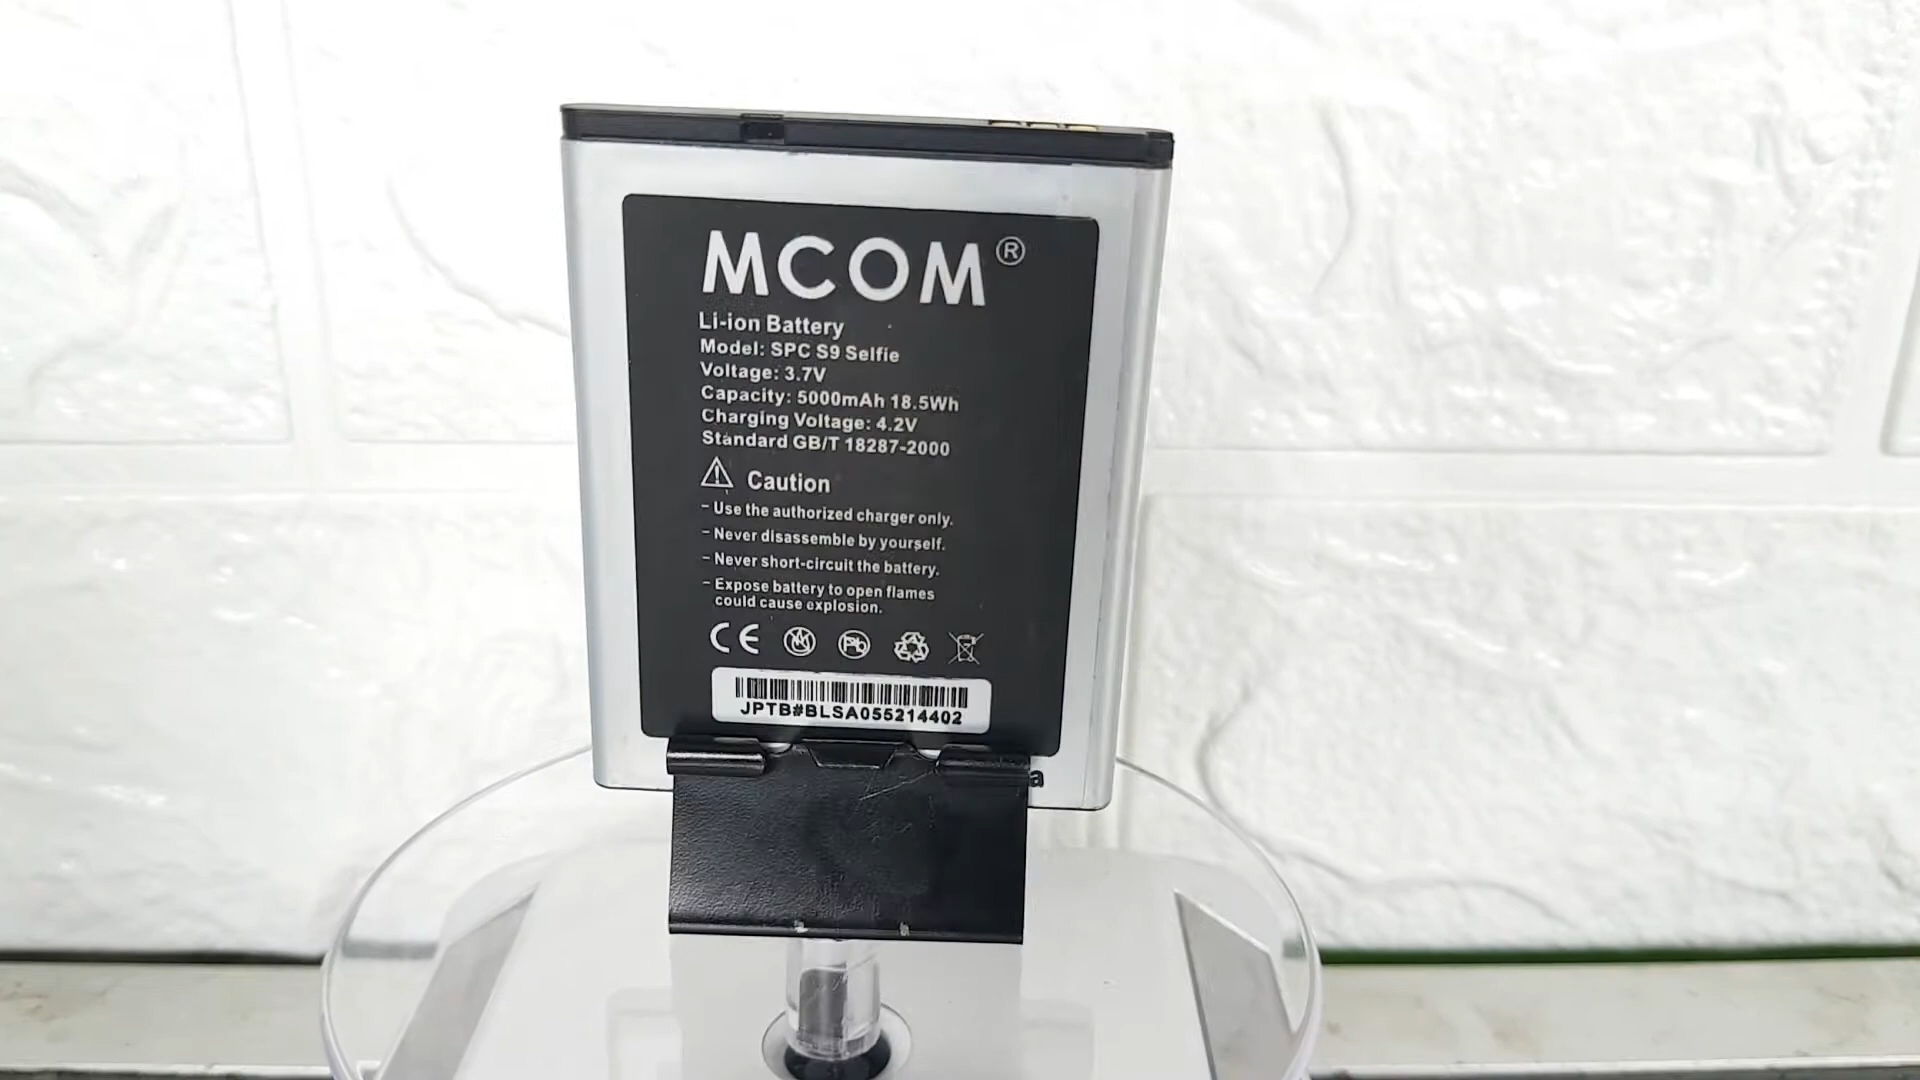 MCOM®
Li-ion Battery
Model: SPC S9 Selfie
Voltage: 3.7V
Capacity: 5000mAh 18.5Wh
Charging Voltage: 4.2V
Standard GB/T 18287-2000
Caution
- Use the authorized charger only.
- Never disassemble by yourself.
- Never short-circuit the battery.
- Expose battery to open flames
could cause explosion.
CE Pb
JPTB#BLSA055214402
a